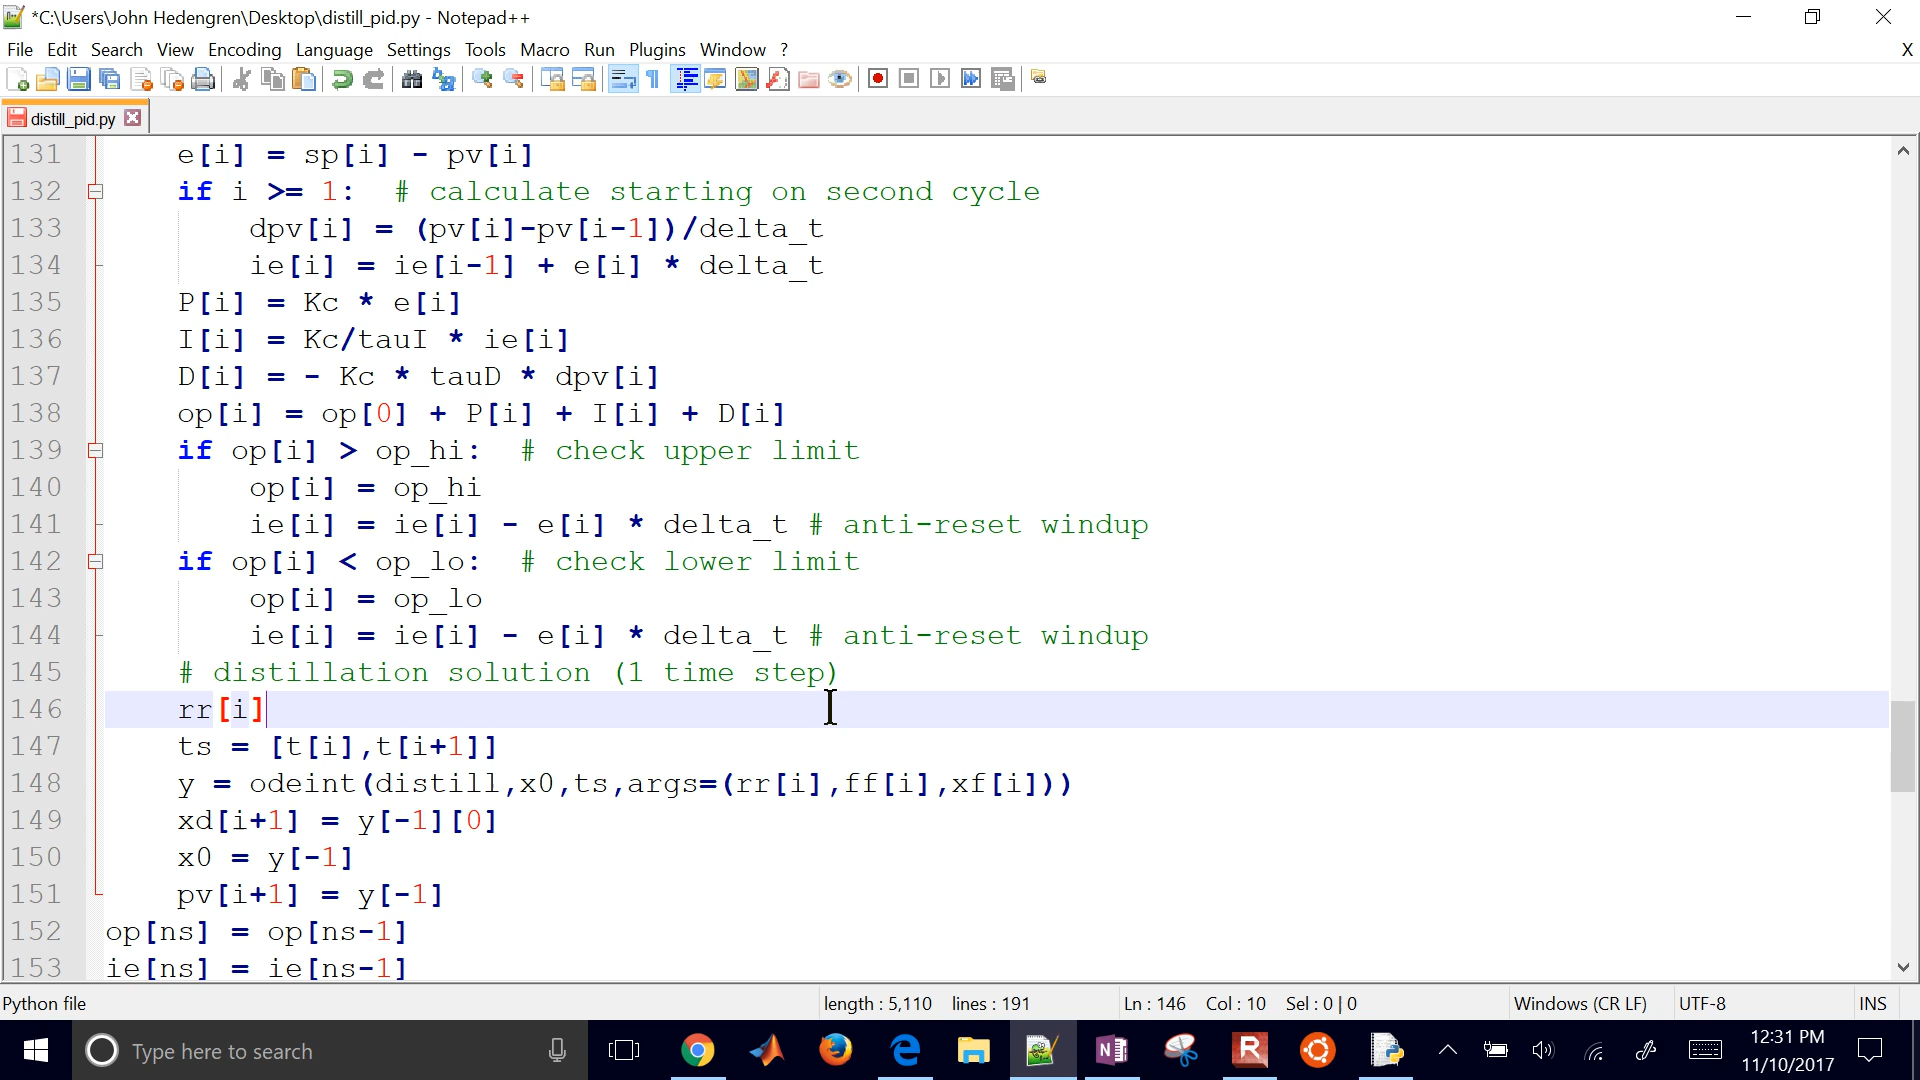 *C:\Users\John Hedengren\Desktop\distill_pid.py - Notepad++
File Edit Search View Encoding Language Settings Tools Macro Run Plugins Window ? X
distill_pid.py
131 e[i] = sp[i] - pv[i]
132 if i >= 1: # calculate starting on second cycle
133 dpv[i] = (pv[i]-pv[i-1])/delta_t
134 ie[i] = ie[i-1] + e[i] * delta_t
135 P[i] = Kc * e[i]
136 I[i] = Kc/tauI * ie[i]
137 D[i] = - Kc * tauD * dpv[i]
138 op[i] = op[0] + P[i] + I[i] + D[i]
139 if op[i] > op_hi: # check upper limit
140 op[i] = op_hi
141 ie[i] = ie[i] - e[i] * delta_t # anti-reset windup
142 if op[i] < op_lo: # check lower limit
143 op[i] = op_lo
144 ie[i] = ie[i] - e[i] * delta_t # anti-reset windup
145 # distillation solution (1 time step)
146 rr[i]
147 ts = [t[i],t[i+1]]
148 y = odeint(distill,x0,ts,args=(rr[i],ff[i],xf[i]))
149 xd[i+1] = y[-1][0]
150 x0 = y[-1]
151 pv[i+1] = y[-1]
152 op[ns] = op[ns-1]
153 ie[ns] = ie[ns-1]
Python file length : 5,110 lines : 191 Ln : 146 Col : 10 Sel : 0 | 0 Windows (CR LF) UTF-8 INS
Type here to search
12:31 PM
11/10/2017